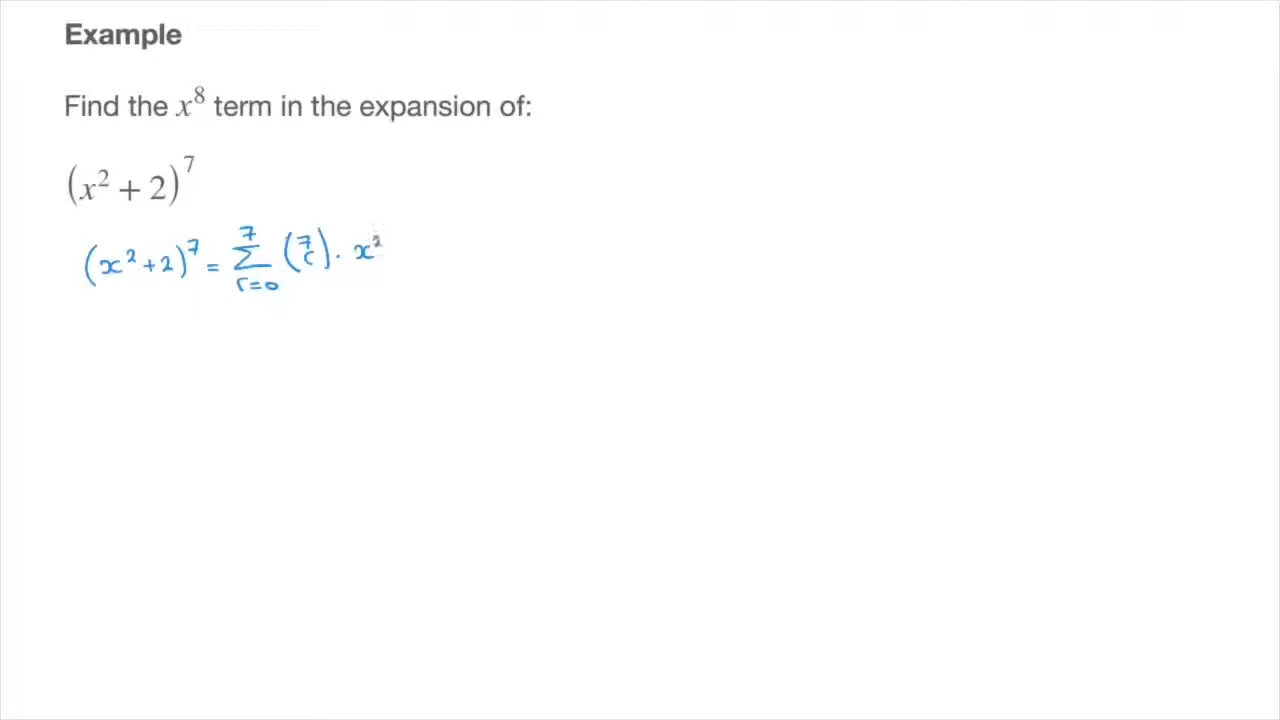 Example
Find the x⁸ term in the expansion of:
(x² + 2)⁷
(x² + 2)⁷ = ∑_{r=0}^{7} (7 r) . x²